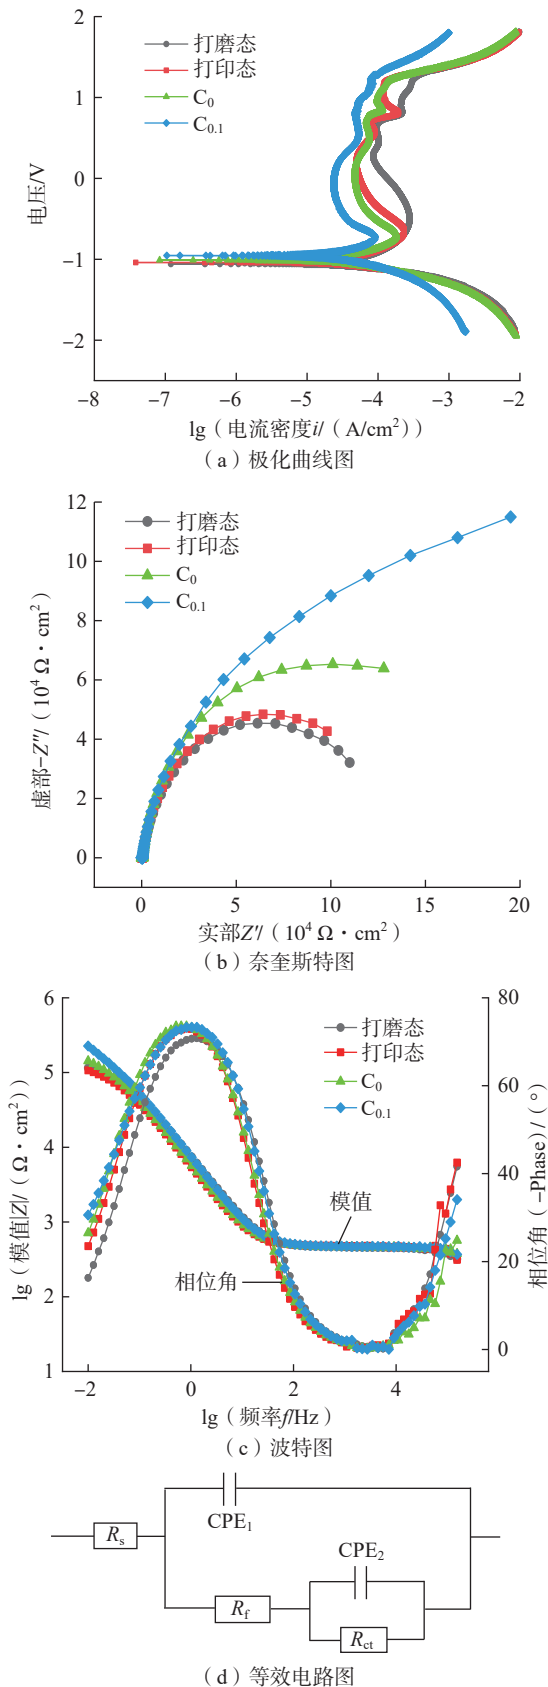 打磨态
打印态
C₀
C₀.₁
2
1
0
−1
−2
电压/V
−8 −7 −6 −5 −4 −3 −2
lg（电流密度i/（A/cm²））
（a）极化曲线图
打磨态
打印态
C₀
C₀.₁
12
10
8
6
4
2
0
虚部−Z″/（10⁴ Ω·cm²）
0 5 10 15 20
实部Z′/（10⁴ Ω·cm²）
（b）奈奎斯特图
打磨态
打印态
C₀
C₀.₁
6
5
4
3
2
1
lg（模值|Z|/（Ω·cm²）
80
60
40
20
0
相位角（−Phase）/（°）
模值
相位角
−2 0 2 4
lg（频率f/Hz）
（c）波特图
CPE₁
Rₛ
CPE₂
R_f
R_ct
（d）等效电路图